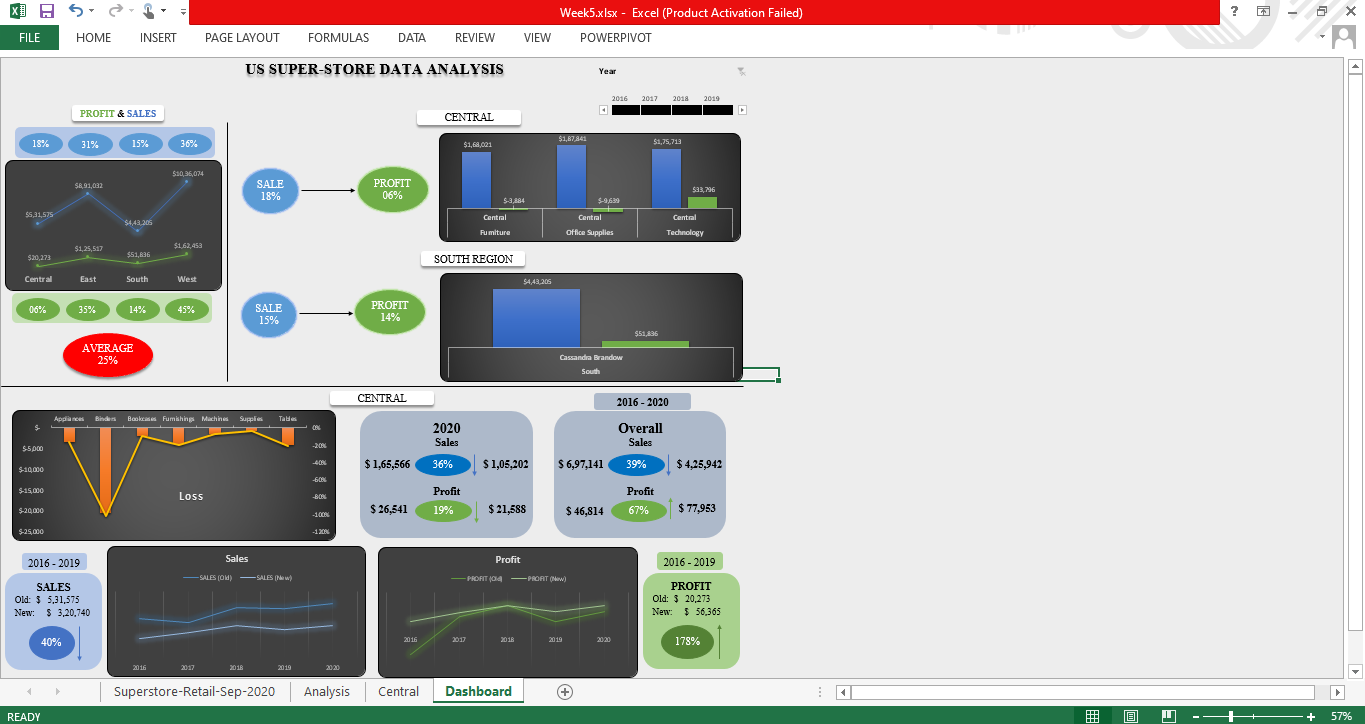 Week5.xlsx - Excel (Product Activation Failed)
FILE HOME INSERT PAGE LAYOUT FORMULAS DATA REVIEW VIEW POWERPIVOT
US SUPER-STORE DATA ANALYSIS
Year
2016 2017 2018 2019
PROFIT & SALES
18% 31% 15% 36%
$5,31,575 $8,91,032 $4,43,205 $10,36,074
$20,273 $1,25,517 $51,836 $1,62,453
Central East South West
06% 35% 14% 45%
AVERAGE
25%
CENTRAL
SALE
18%
PROFIT
06%
$1,68,021 $1,87,841 $1,75,713
$-3,884 $-9,639 $33,796
Central Central Central
Furniture Office Supplies Technology
SOUTH REGION
SALE
15%
PROFIT
14%
$4,43,205
$51,836
Cassandra Brandow
South
CENTRAL
Appliances Binders Bookcases Furnishings Machines Supplies Tables
$- 0%
$-5,000 -20%
$-10,000 -40%
-60%
$-15,000 -80%
$-20,000 -100%
$-25,000 -120%
Loss
2020
Sales
$ 1,65,566 36% $ 1,05,202
Profit
$ 26,541 19% $ 21,588
2016 - 2020
Overall
Sales
$ 6,97,141 39% $ 4,25,942
Profit
$ 46,814 67% $ 77,953
2016 - 2019
SALES
Old: $ 5,31,575
New: $ 3,20,740
40%
Sales
SALES (Old) SALES (New)
2016 2017 2018 2019 2020
Profit
PROFIT (Old) PROFIT (New)
2016 2017 2018 2019 2020
2016 - 2019
PROFIT
Old: $ 20,273
New: $ 56,365
178%
Superstore-Retail-Sep-2020 Analysis Central Dashboard
READY 57%